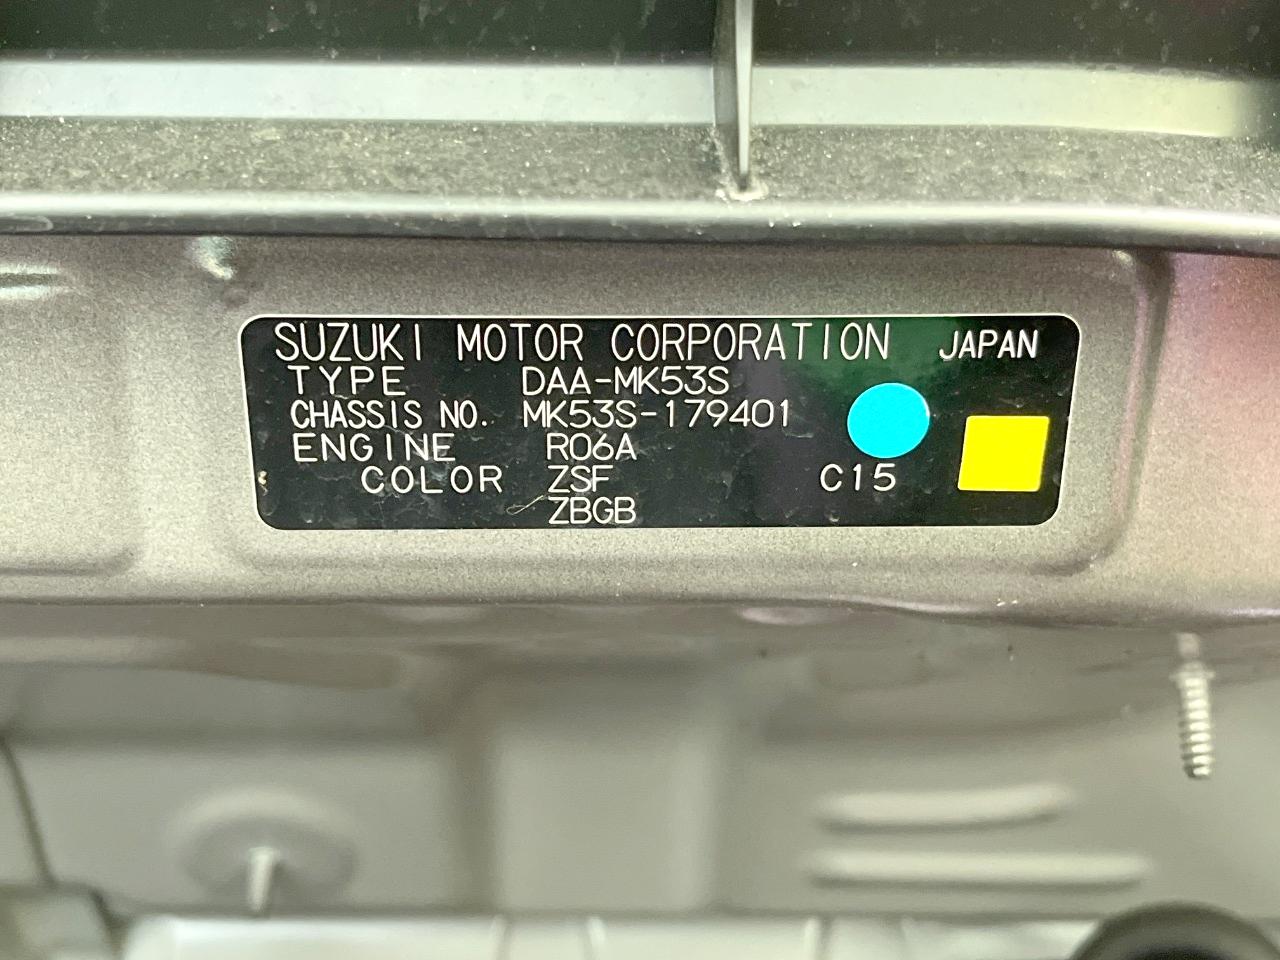 SUZUKI MOTOR CORPORATION JAPAN
TYPE DAA-MK53S
CHASSIS NO. MK53S-179401
ENGINE R06A
COLOR ZSF C15
ZBGB